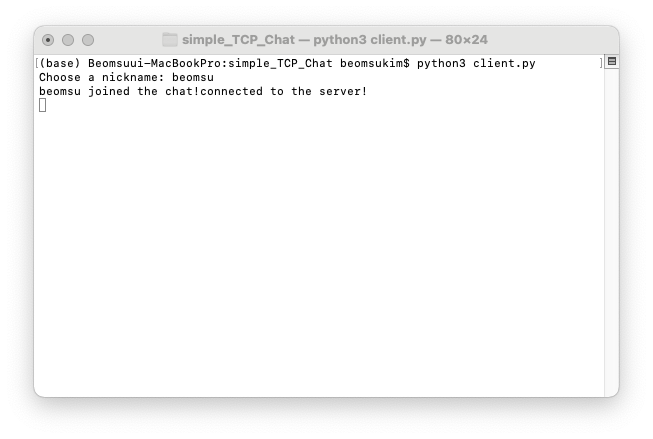 simple_TCP_Chat — python3 client.py — 80×24
[(base) Beomsuui-MacBookPro:simple_TCP_Chat beomsukim$ python3 client.py ]
Choose a nickname: beomsu
beomsu joined the chat!connected to the server!